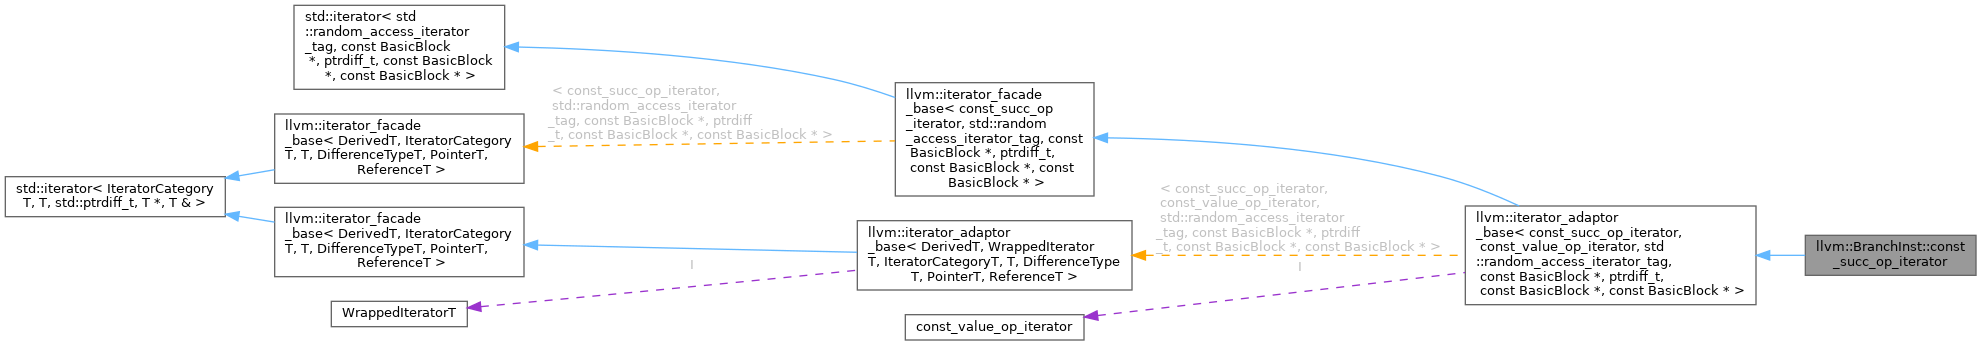 std::iterator< std
::random_access_iterator
_tag, const BasicBlock
*, ptrdiff_t, const BasicBlock
*, const BasicBlock * >
llvm::iterator_facade
_base< DerivedT, IteratorCategory
T, T, DifferenceTypeT, PointerT,
ReferenceT >
std::iterator< IteratorCategory
T, T, std::ptrdiff_t, T *, T & >
llvm::iterator_facade
_base< DerivedT, IteratorCategory
T, T, DifferenceTypeT, PointerT,
ReferenceT >
WrappedIteratorT
< const_succ_op_iterator,
std::random_access_iterator
_tag, const BasicBlock *, ptrdiff
_t, const BasicBlock *, const BasicBlock * >
I
llvm::iterator_facade
_base< const_succ_op
_iterator, std::random
_access_iterator_tag, const
BasicBlock *, ptrdiff_t,
const BasicBlock *, const
BasicBlock * >
llvm::iterator_adaptor
_base< DerivedT, WrappedIterator
T, IteratorCategoryT, T, DifferenceType
T, PointerT, ReferenceT >
const_value_op_iterator
< const_succ_op_iterator,
const_value_op_iterator,
std::random_access_iterator
_tag, const BasicBlock *, ptrdiff
_t, const BasicBlock *, const BasicBlock * >
I
llvm::iterator_adaptor
_base< const_succ_op_iterator,
const_value_op_iterator, std
::random_access_iterator_tag,
const BasicBlock *, ptrdiff_t,
const BasicBlock *, const BasicBlock * >
llvm::BranchInst::const
_succ_op_iterator